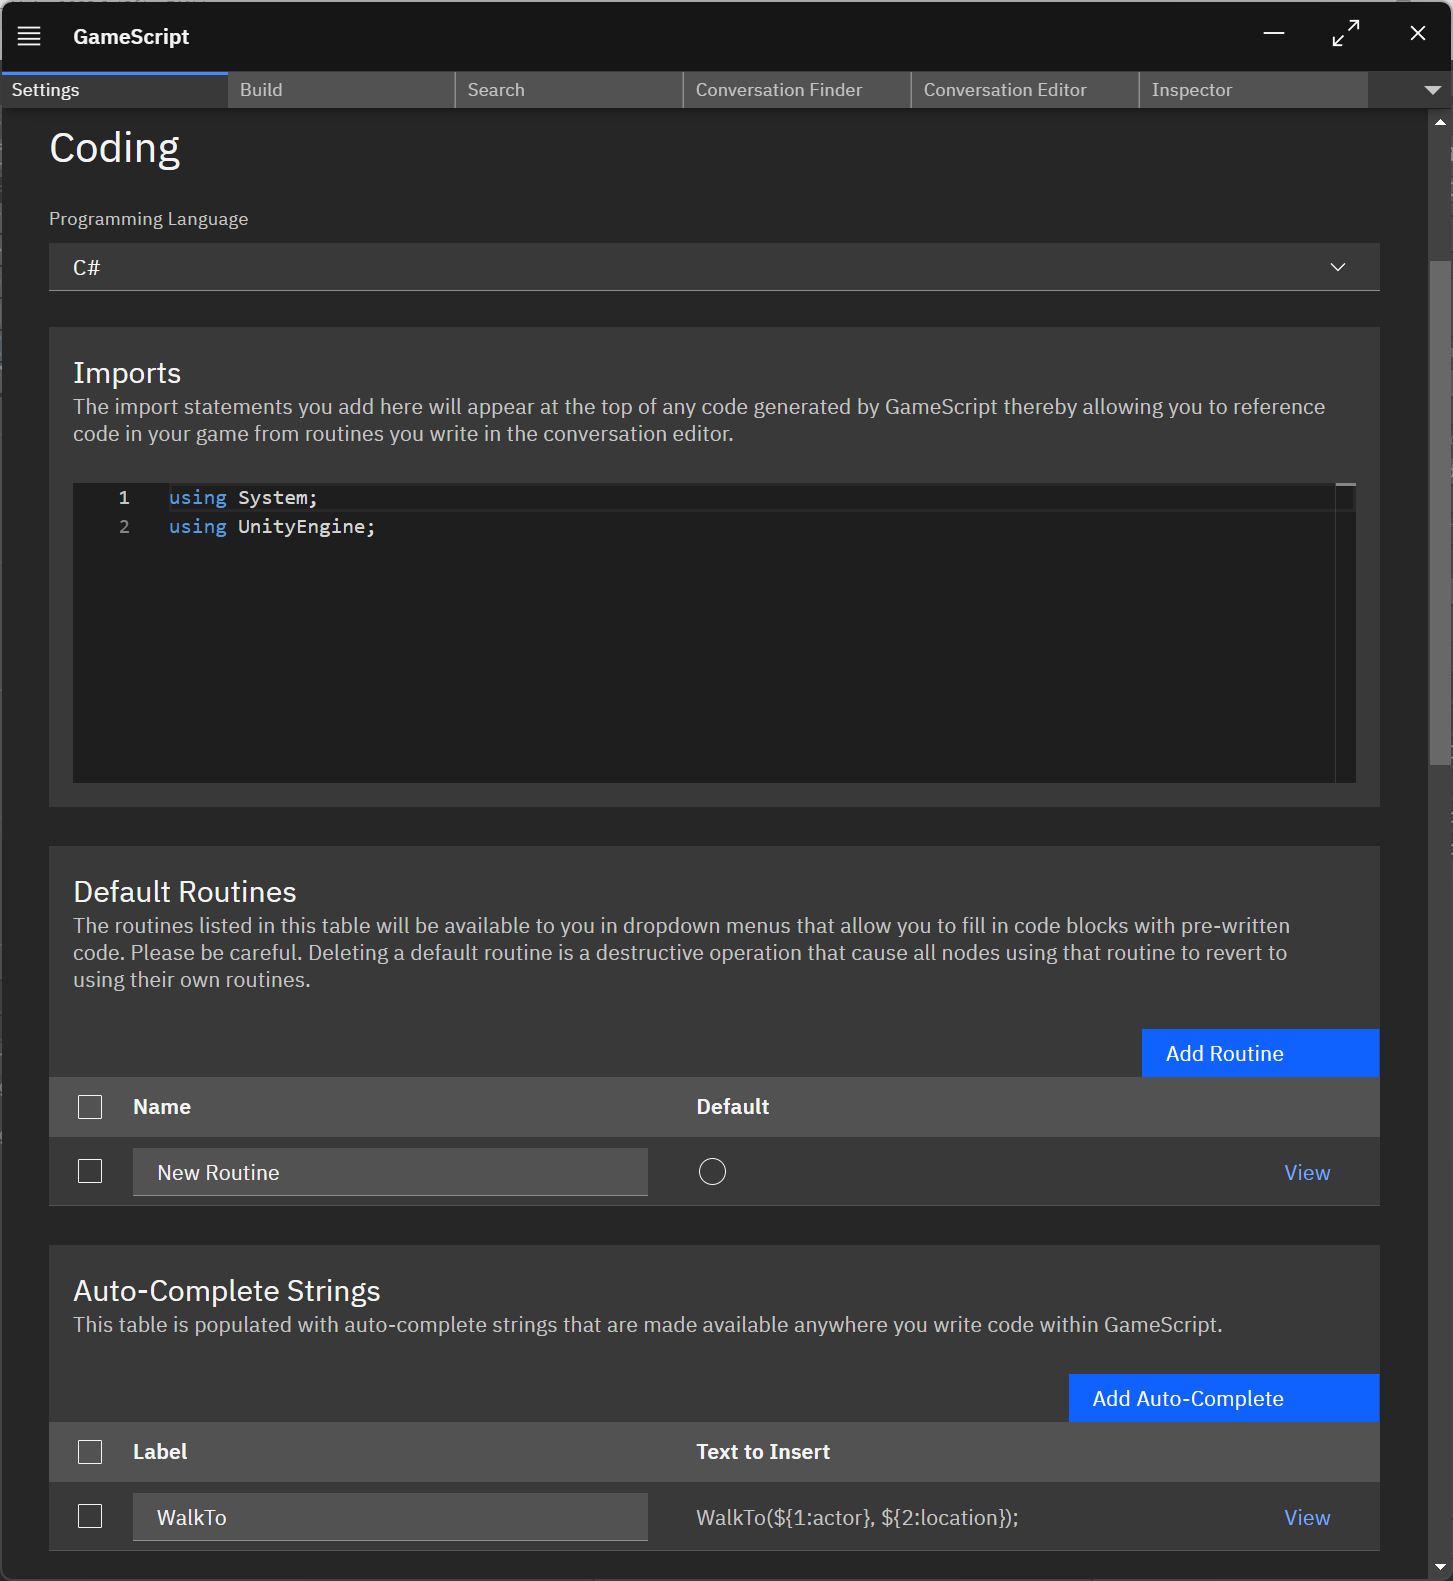 GameScript
Settings
Build
Search
Conversation Finder
Conversation Editor
Inspector
Coding
Programming Language
C#
Imports
The import statements you add here will appear at the top of any code generated by GameScript thereby allowing you to reference
code in your game from routines you write in the conversation editor.
1 using System;
2 using UnityEngine;
Default Routines
The routines listed in this table will be available to you in dropdown menus that allow you to fill in code blocks with pre-written
code. Please be careful. Deleting a default routine is a destructive operation that cause all nodes using that routine to revert to
using their own routines.
Add Routine
Name Default
New Routine View
Auto-Complete Strings
This table is populated with auto-complete strings that are made available anywhere you write code within GameScript.
Add Auto-Complete
Label Text to Insert
WalkTo WalkTo(${1:actor}, ${2:location}); View